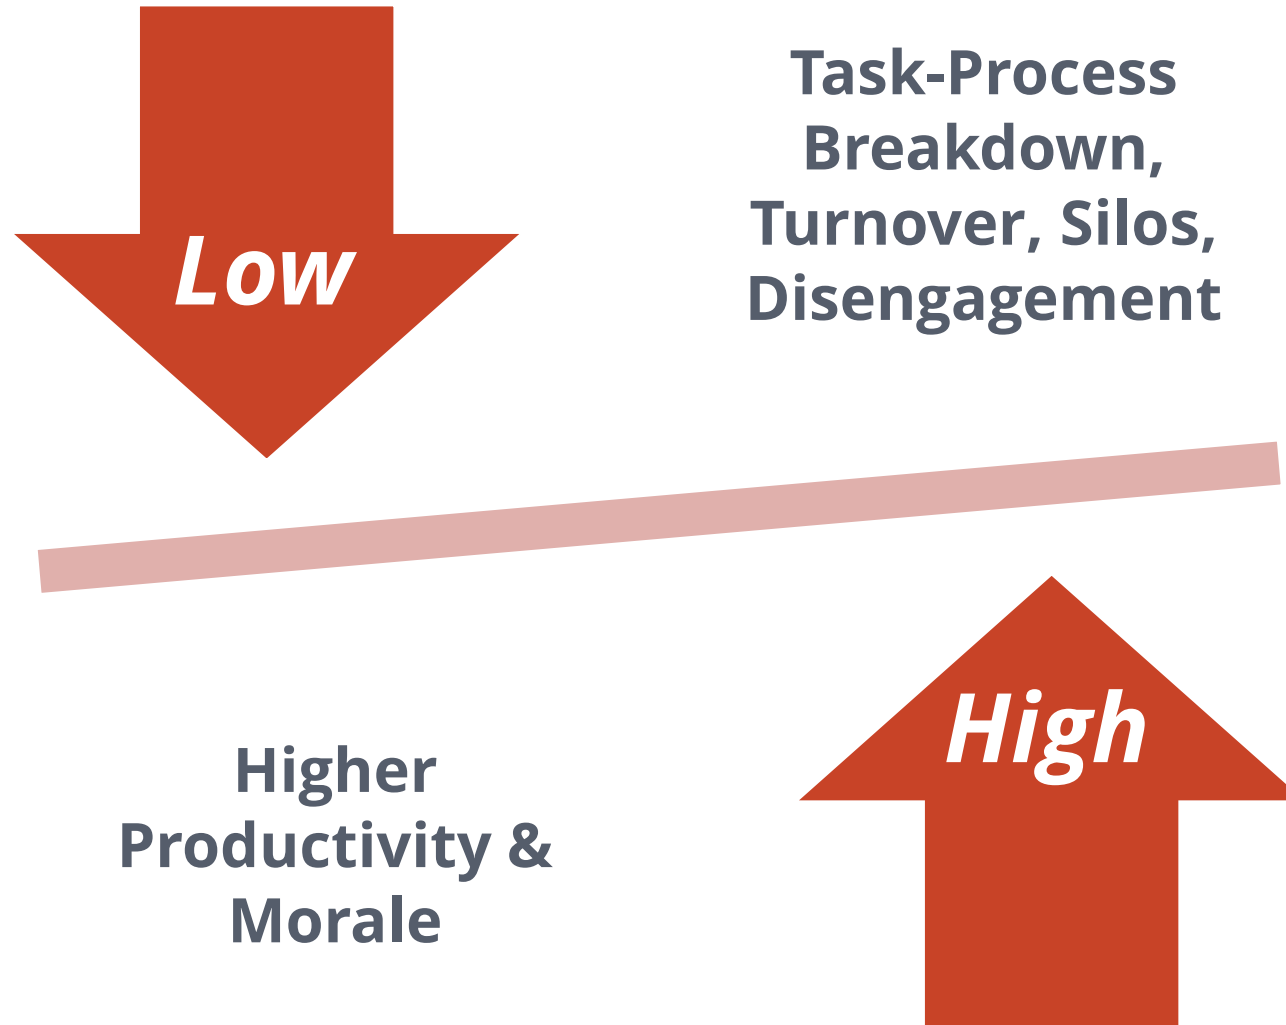 Low
Task-Process
Breakdown,
Turnover, Silos,
Disengagement
Higher
Productivity &
Morale
High